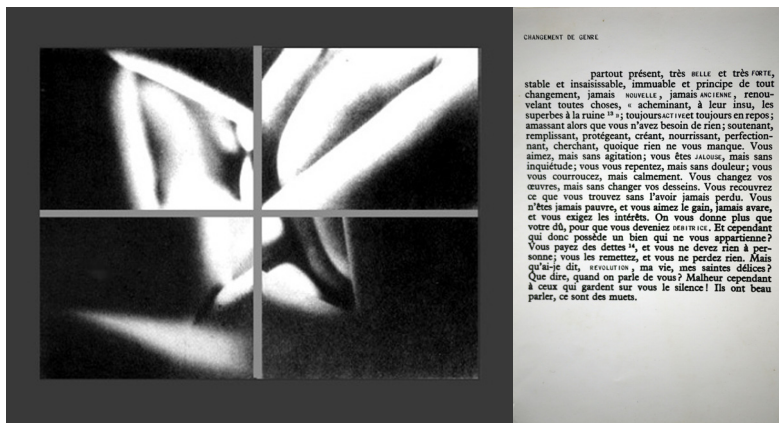 CHANGEMENT DE GENRE
partout présent, très BELLE et très FORTE,
stable et insaisissable, immuable et principe de tout
changement, jamais NOUVELLE, jamais ANCIENNE, renou-
velant toutes choses, « acheminant, à leur insu, les
superbes à la ruine ¹³ »; toujours ACTIVE et toujours en repos;
amassant alors que vous n'avez besoin de rien; soutenant,
remplissant, protégeant, créant, nourrissant, perfection-
nant, cherchant, quoique rien ne vous manque. Vous
aimez, mais sans agitation; vous êtes JALOUSE, mais sans
inquiétude; vous vous repentez, mais sans douleur; vous
vous courroucez, mais calmement. Vous changez vos
œuvres, mais sans changer vos desseins. Vous recouvrez
ce que vous trouvez sans l'avoir jamais perdu. Vous
n'êtes jamais pauvre, et vous aimez le gain, jamais avare,
et vous exigez les intérêts. On vous donne plus que
votre dû, pour que vous deveniez DEBITRICE. Et cependant
qui donc possède un bien qui ne vous appartienne?
Vous payez des dettes ¹⁴, et vous ne devez rien à per-
sonne; vous les remettez, et vous ne perdez rien. Mais
qu'ai-je dit, REVOLUTION, ma vie, mes saintes délices?
Que dire, quand on parle de vous? Malheur cependant
à ceux qui gardent sur vous le silence! Ils ont beau
parler, ce sont des muets.